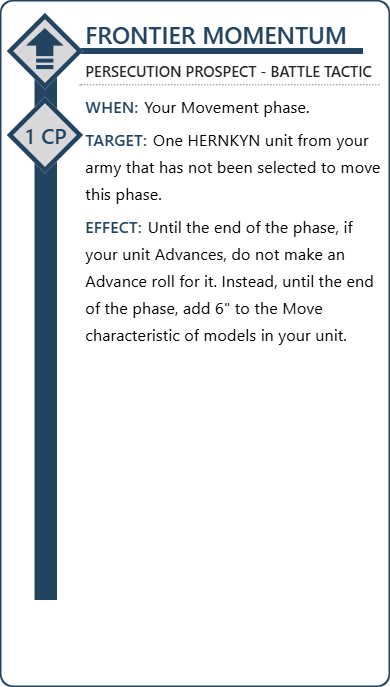 FRONTIER MOMENTUM
PERSECUTION PROSPECT - BATTLE TACTIC
WHEN: Your Movement phase.
1 CP
TARGET: One HERNKYN unit from your
army that has not been selected to move
this phase.
EFFECT: Until the end of the phase, if
your unit Advances, do not make an
Advance roll for it. Instead, until the end
of the phase, add 6" to the Move
characteristic of models in your unit.